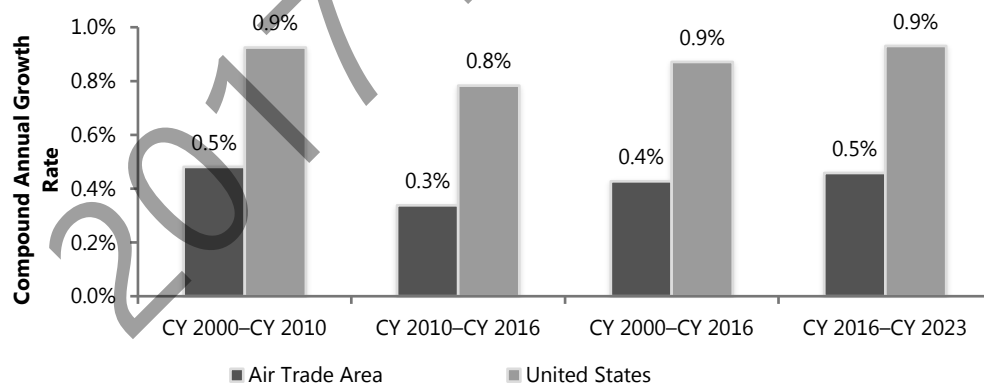 Compound Annual Growth
Rate
1.0%
0.8%
0.6%
0.4%
0.2%
0.0%
0.5%
0.9%
0.3%
0.8%
0.4%
0.9%
0.5%
0.9%
CY 2000–CY 2010
CY 2010–CY 2016
CY 2000–CY 2016
CY 2016–CY 2023
Air Trade Area
United States
2017